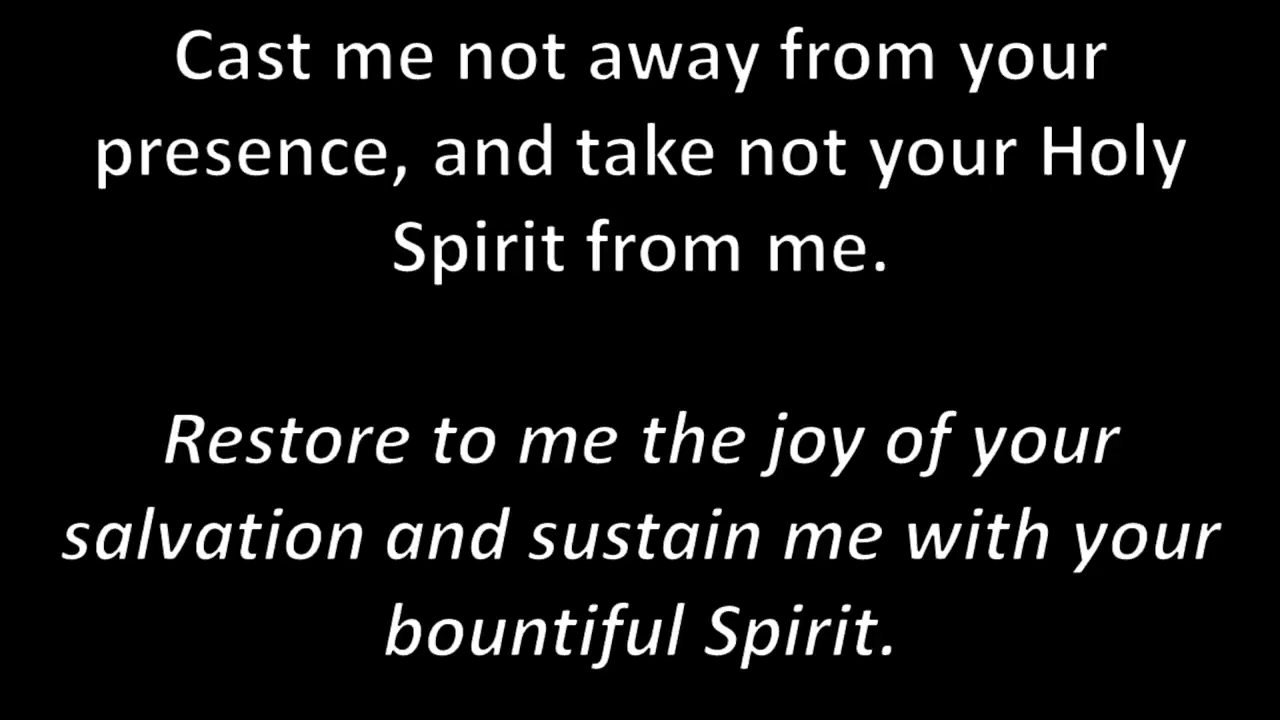 Cast me not away from your
presence, and take not your Holy
Spirit from me.
Restore to me the joy of your
salvation and sustain me with your
bountiful Spirit.